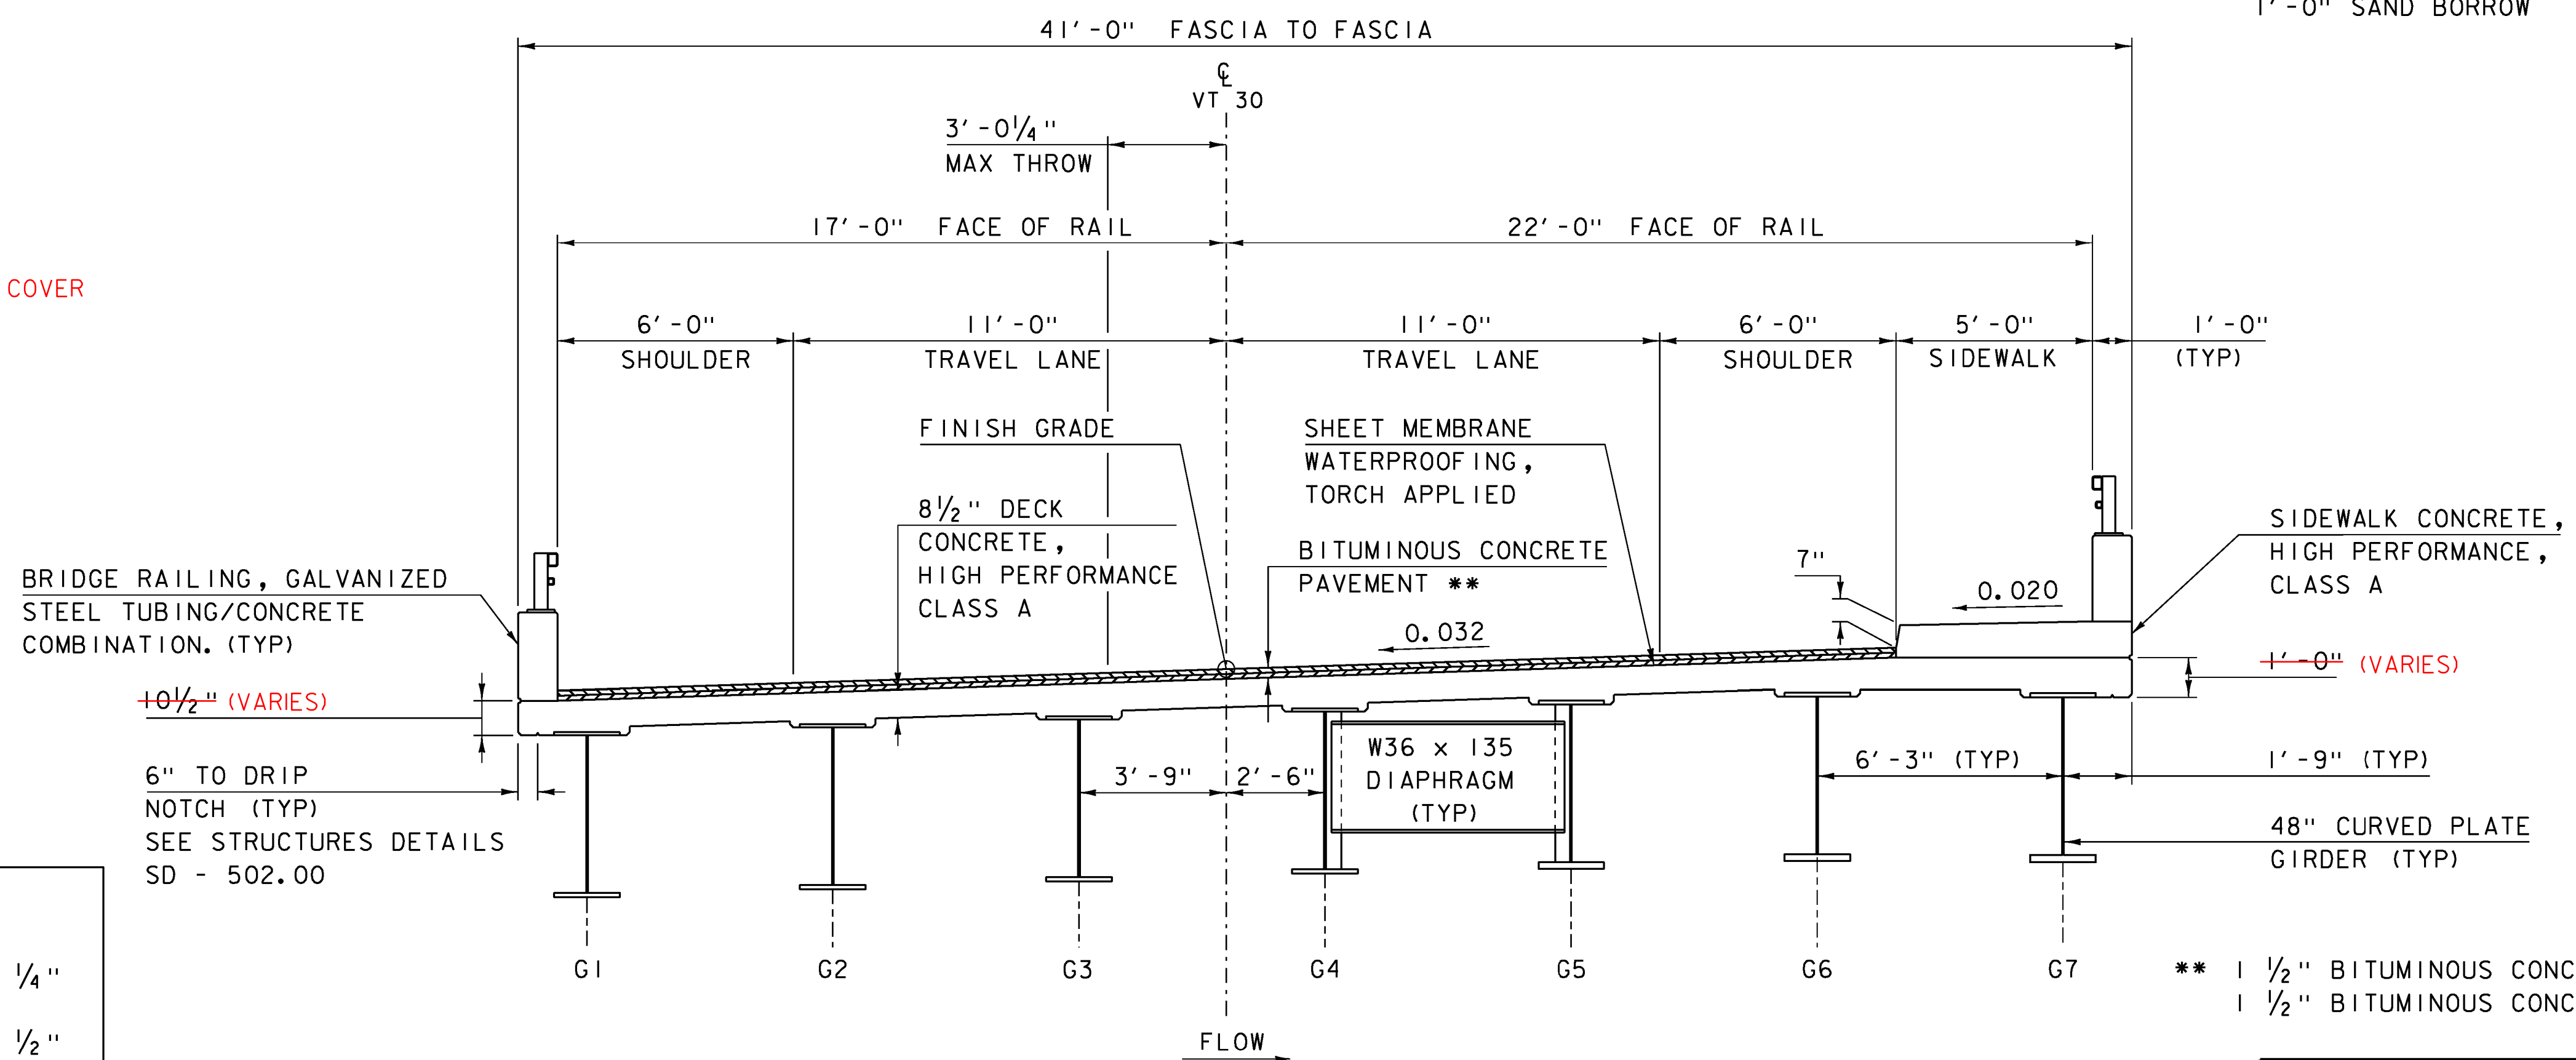 1'-0" SAND BORROW
41'-0" FASCIA TO FASCIA
℄
VT 30
3'-0¼"
MAX THROW
17'-0" FACE OF RAIL
22'-0" FACE OF RAIL
COVER
6'-0"
SHOULDER
11'-0"
TRAVEL LANE
11'-0"
TRAVEL LANE
6'-0"
SHOULDER
5'-0"
SIDEWALK
1'-0"
(TYP)
FINISH GRADE
SHEET MEMBRANE
WATERPROOFING,
TORCH APPLIED
8½" DECK
CONCRETE,
HIGH PERFORMANCE
CLASS A
BITUMINOUS CONCRETE
PAVEMENT **
7"
0.020
0.032
SIDEWALK CONCRETE,
HIGH PERFORMANCE,
CLASS A
BRIDGE RAILING, GALVANIZED
STEEL TUBING/CONCRETE
COMBINATION. (TYP)
10½" (VARIES)
1'-0" (VARIES)
6" TO DRIP
NOTCH (TYP)
SEE STRUCTURES DETAILS
SD - 502.00
3'-9"
2'-6"
W36 x 135
DIAPHRAGM
(TYP)
6'-3" (TYP)
1'-9" (TYP)
48" CURVED PLATE
GIRDER (TYP)
G1
G2
G3
G4
G5
G6
G7
¼"
½"
** 1 ½" BITUMINOUS CONC
1 ½" BITUMINOUS CONC
FLOW